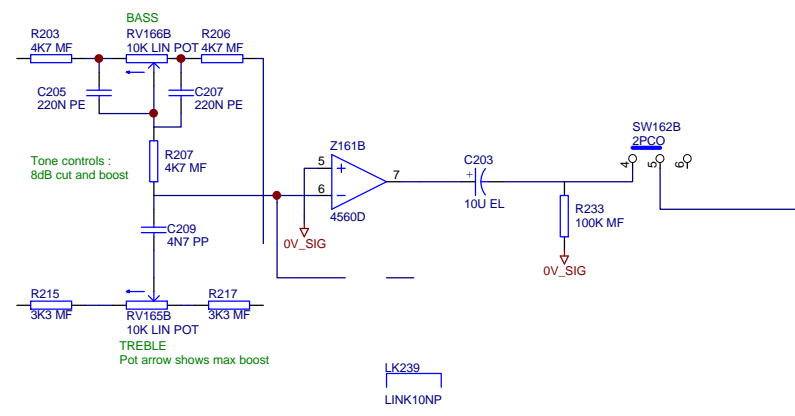 BASS
R203
4K7 MF
RV166B
10K LIN POT
R206
4K7 MF
C205
220N PE
C207
220N PE
R207
4K7 MF
Tone controls :
8dB cut and boost
Z161B
5
6
7
4560D
0V_SIG
C203
+
10U EL
R233
100K MF
0V_SIG
SW162B
2PCO
4
5
6
C209
4N7 PP
R215
3K3 MF
RV165B
10K LIN POT
R217
3K3 MF
TREBLE
Pot arrow shows max boost
LK239
LINK10NP